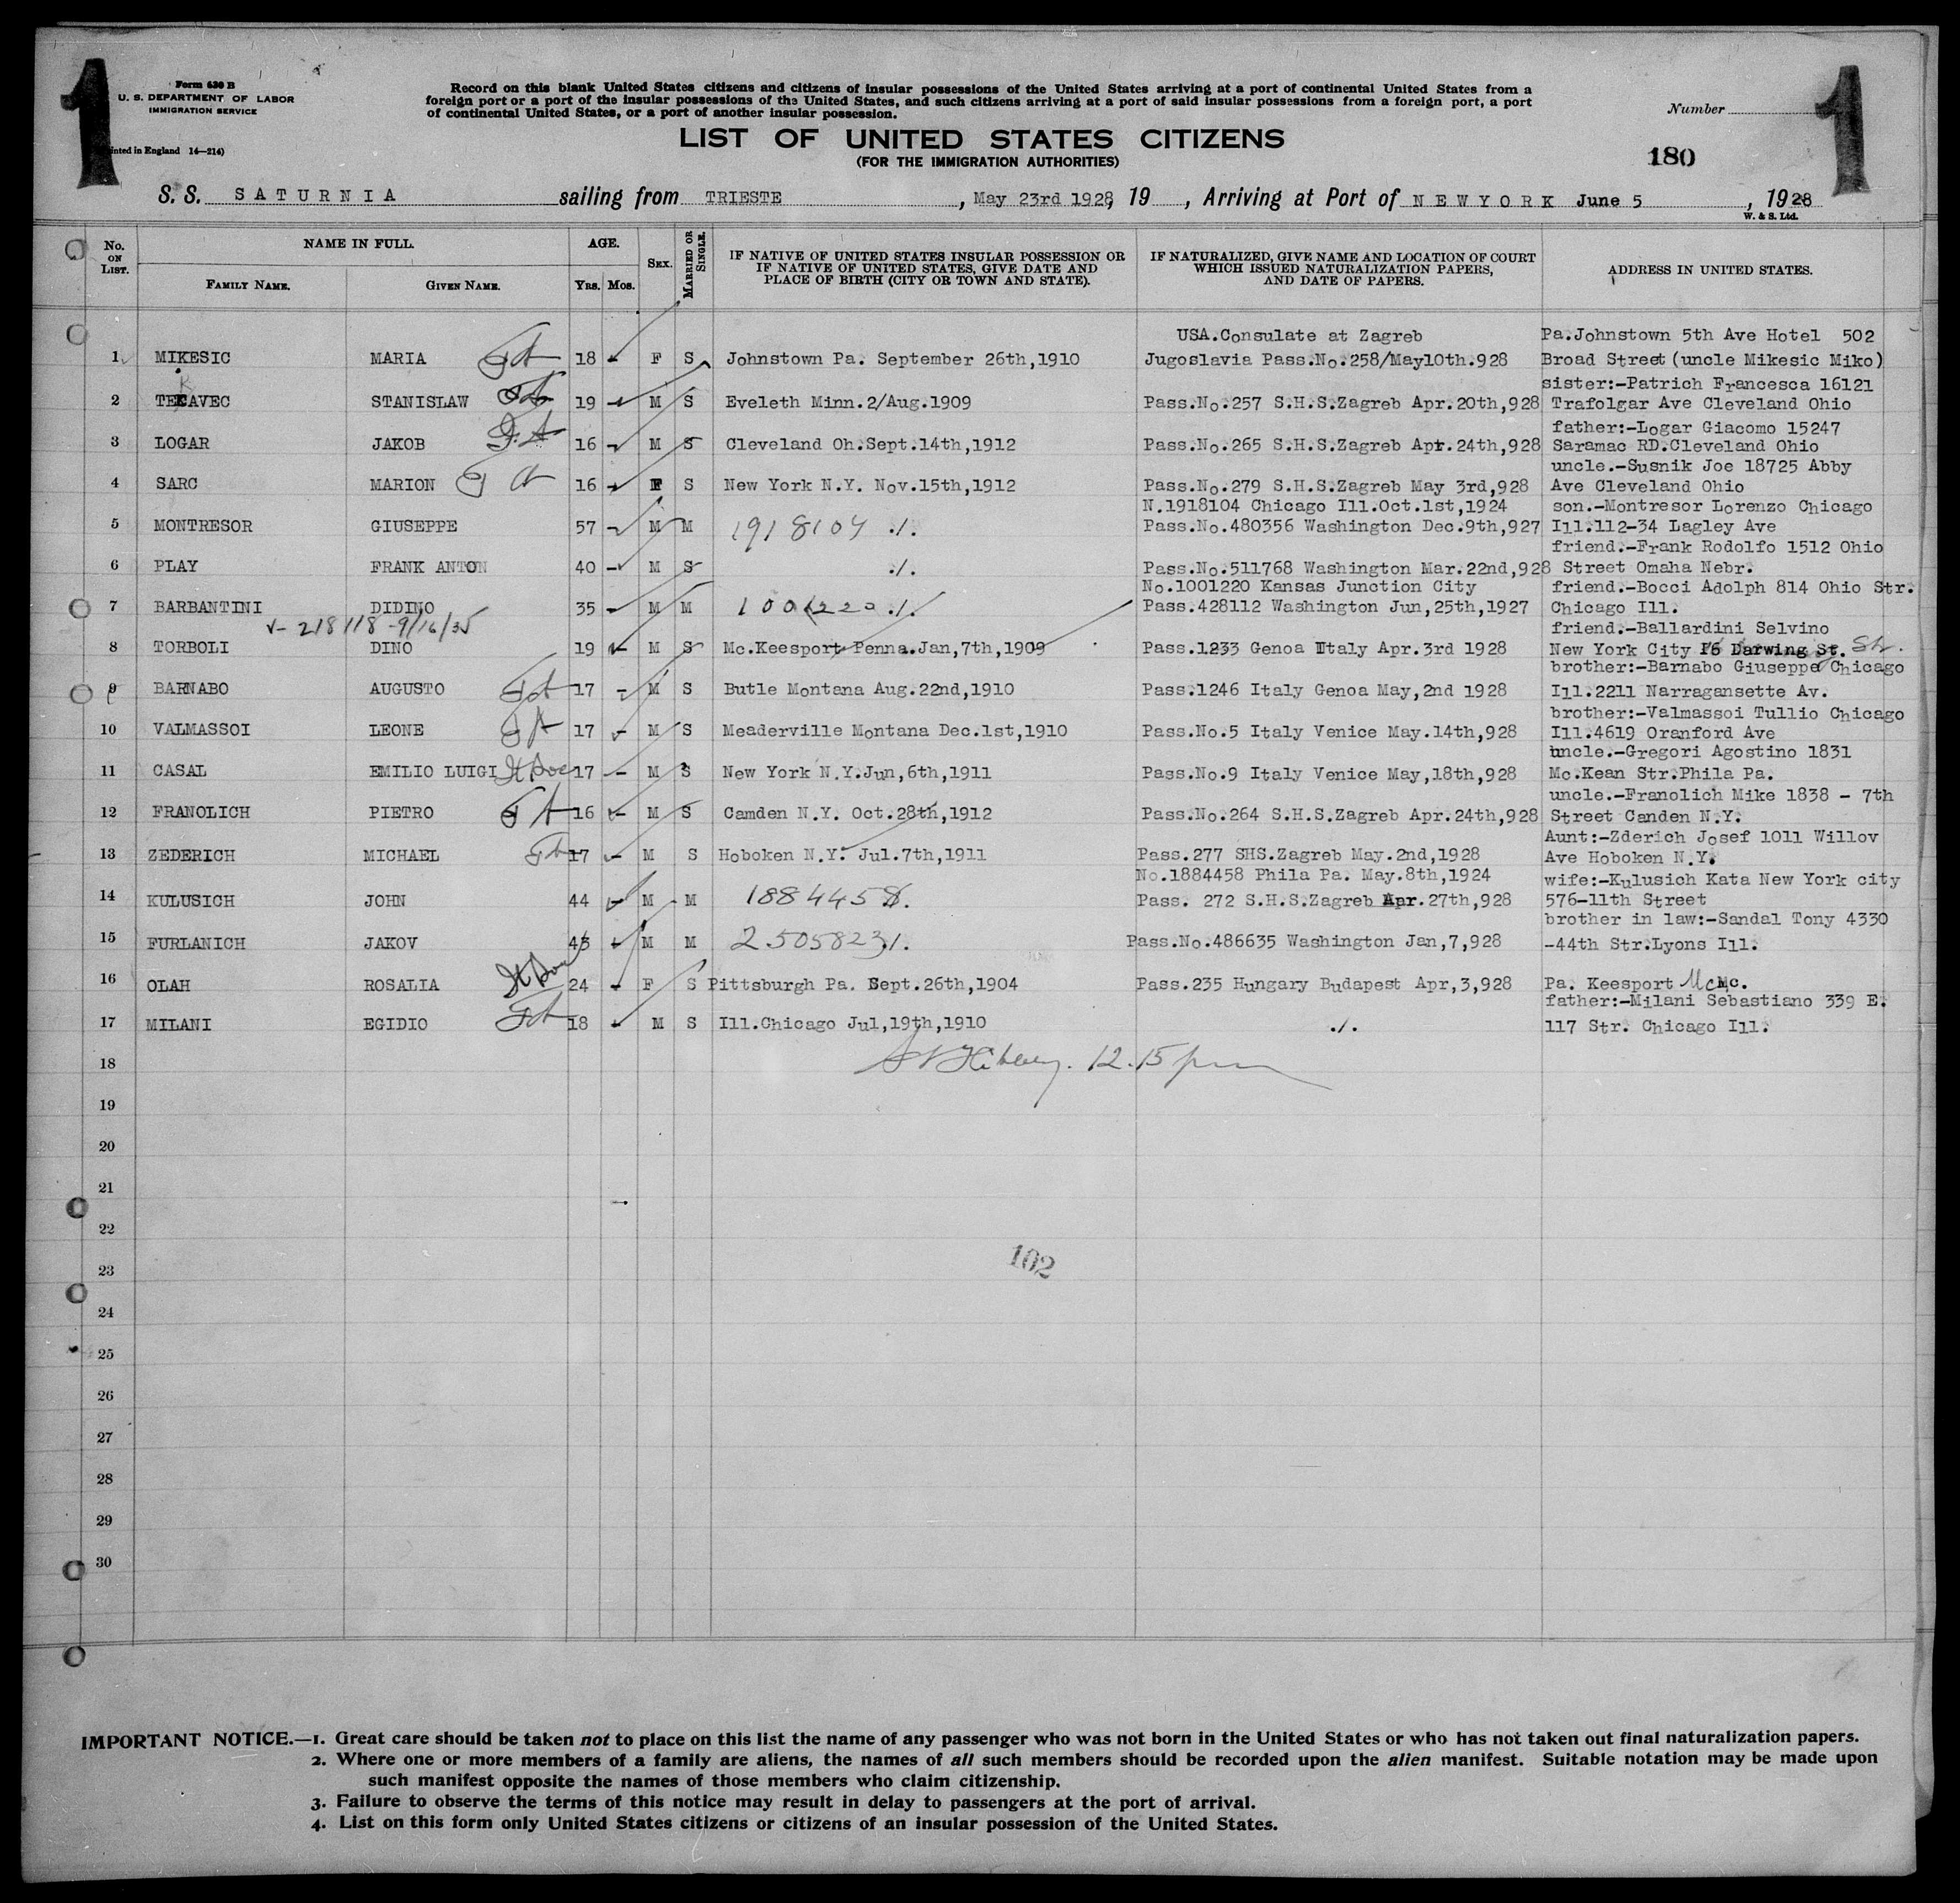 1
1
Form 630 B
U. S. DEPARTMENT OF LABOR
IMMIGRATION SERVICE
nted in England 14—214)
Record on this blank United States citizens and citizens of insular possessions of the United States arriving at a port of continental United States from a
foreign port or a port of the insular possessions of the United States, and such citizens arriving at a port of said insular possessions from a foreign port, a port
of continental United States, or a port of another insular possession.
LIST OF UNITED STATES CITIZENS
(FOR THE IMMIGRATION AUTHORITIES)
Number
180
S. S. SATURNIA sailing from TRIESTE , May 23rd 1928, 19 , Arriving at Port of NEWYORK June 5 , 1928
W. & S. Ltd.
No. ON LIST.
NAME IN FULL.
FAMILY NAME. GIVEN NAME.
AGE.
YRS. MOS.
SEX.
MARRIED OR SINGLE.
IF NATIVE OF UNITED STATES INSULAR POSSESSION OR
IF NATIVE OF UNITED STATES, GIVE DATE AND
PLACE OF BIRTH (CITY OR TOWN AND STATE).
IF NATURALIZED, GIVE NAME AND LOCATION OF COURT
WHICH ISSUED NATURALIZATION PAPERS,
AND DATE OF PAPERS.
ADDRESS IN UNITED STATES.
USA.Consulate at Zagreb Pa.Johnstown 5th Ave Hotel 502
1 MIKESIC MARIA 18 F S Johnstown Pa. September 26th,1910 Jugoslavia Pass.No.258/May10th.928 Broad Street (uncle Mikesic Miko)
sister:-Patrich Francesca 16121
2 TEKAVEC STANISLAW 19 M S Eveleth Minn.2/Aug.1909 Pass.No.257 S.H.S.Zagreb Apr.20th,928 Trafolgar Ave Cleveland Ohio
father:-Logar Giacomo 15247
3 LOGAR JAKOB 16 M S Cleveland Oh.Sept.14th,1912 Pass.No.265 S.H.S.Zagreb Apr.24th,928 Saramac RD.Cleveland Ohio
uncle.-Susnik Joe 18725 Abby
4 SARC MARION 16 F S New York N.Y. Nov.15th,1912 Pass.No.279 S.H.S.Zagreb May 3rd,928 Ave Cleveland Ohio
N.1918104 Chicago Ill.Oct.1st,1924 son.-Montresor Lorenzo Chicago
5 MONTRESOR GIUSEPPE 57 M M 1918104 ./. Pass.No.480356 Washington Dec.9th,927 Ill.112-34 Lagley Ave
friend.-Frank Rodolfo 1512 Ohio
6 PLAY FRANK ANTON 40 M S ./. Pass.No.511768 Washington Mar.22nd,928 Street Omaha Nebr.
No.1001220 Kansas Junction City friend.-Bocci Adolph 814 Ohio Str.
7 BARBANTINI DIDINO 35 M M 1001220 ./. Pass.428112 Washington Jun,25th,1927 Chicago Ill.
v- 218118 -9/16/35 friend.-Ballardini Selvino
8 TORBOLI DINO 19 M S Mc.Keesport Penna.Jan,7th,1909 Pass.1233 Genoa Italy Apr.3rd 1928 New York City 16 Darwing St. Str.
brother:-Barnabo Giuseppe Chicago
9 BARNABO AUGUSTO 17 M S Butle Montana Aug.22nd,1910 Pass.1246 Italy Genoa May,2nd 1928 Ill.2211 Narragansette Av.
brother:-Valmassoi Tullio Chicago
10 VALMASSOI LEONE 17 M S Meaderville Montana Dec.1st,1910 Pass.No.5 Italy Venice May.14th,928 Ill.4619 Oranford Ave
uncle.-Gregori Agostino 1831
11 CASAL EMILIO LUIGI 17 M S New York N.Y.Jun,6th,1911 Pass.No.9 Italy Venice May,18th,928 Mc.Kean Str.Phila Pa.
uncle.-Franolich Mike 1838 - 7th
12 FRANOLICH PIETRO 16 M S Camden N.Y. Oct.28th,1912 Pass.No.264 S.H.S.Zagreb Apr.24th,928 Street Canden N.Y.
Aunt:-Zderich Josef 1011 Willov
13 ZEDERICH MICHAEL 17 M S Hoboken N.Y. Jul.7th,1911 Pass.277 SHS.Zagreb May.2nd,1928 Ave Hoboken N.Y.
No.1884458 Phila Pa. May.8th,1924 wife:-Kulusich Kata New York city
14 KULUSICH JOHN 44 M M 1884458 ./. Pass. 272 S.H.S.Zagreb Apr.27th,928 576-11th Street
brother in law:-Sandal Tony 4330
15 FURLANICH JAKOV 43 M M 2505823 ./. Pass.No.486635 Washington Jan,7,928 -44th Str.Lyons Ill.
16 OLAH ROSALIA 24 F S Pittsburgh Pa. Sept.26th,1904 Pass.235 Hungary Budapest Apr,3,928 Pa. Keesport Mc Mc.
father:-Milani Sebastiano 339 E.
17 MILANI EGIDIO 18 M S Ill.Chicago Jul,19th,1910 ./. 117 Str. Chicago Ill.
18 12.15 pm
19
20
21
22
23
102
24
25
26
27
28
29
30
IMPORTANT NOTICE.—1. Great care should be taken not to place on this list the name of any passenger who was not born in the United States or who has not taken out final naturalization papers.
2. Where one or more members of a family are aliens, the names of all such members should be recorded upon the alien manifest. Suitable notation may be made upon
such manifest opposite the names of those members who claim citizenship.
3. Failure to observe the terms of this notice may result in delay to passengers at the port of arrival.
4. List on this form only United States citizens or citizens of an insular possession of the United States.